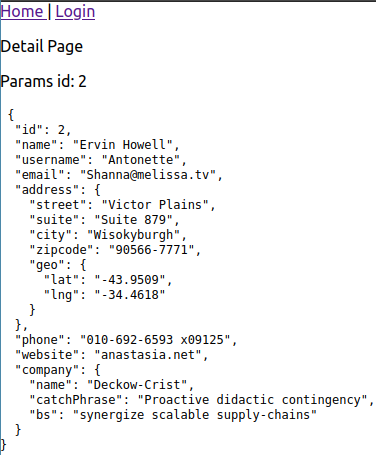 Home | Login
Detail Page
Params id: 2
{
  "id": 2,
  "name": "Ervin Howell",
  "username": "Antonette",
  "email": "Shanna@melissa.tv",
  "address": {
    "street": "Victor Plains",
    "suite": "Suite 879",
    "city": "Wisokyburgh",
    "zipcode": "90566-7771",
    "geo": {
      "lat": "-43.9509",
      "lng": "-34.4618"
    }
  },
  "phone": "010-692-6593 x09125",
  "website": "anastasia.net",
  "company": {
    "name": "Deckow-Crist",
    "catchPhrase": "Proactive didactic contingency",
    "bs": "synergize scalable supply-chains"
  }
}